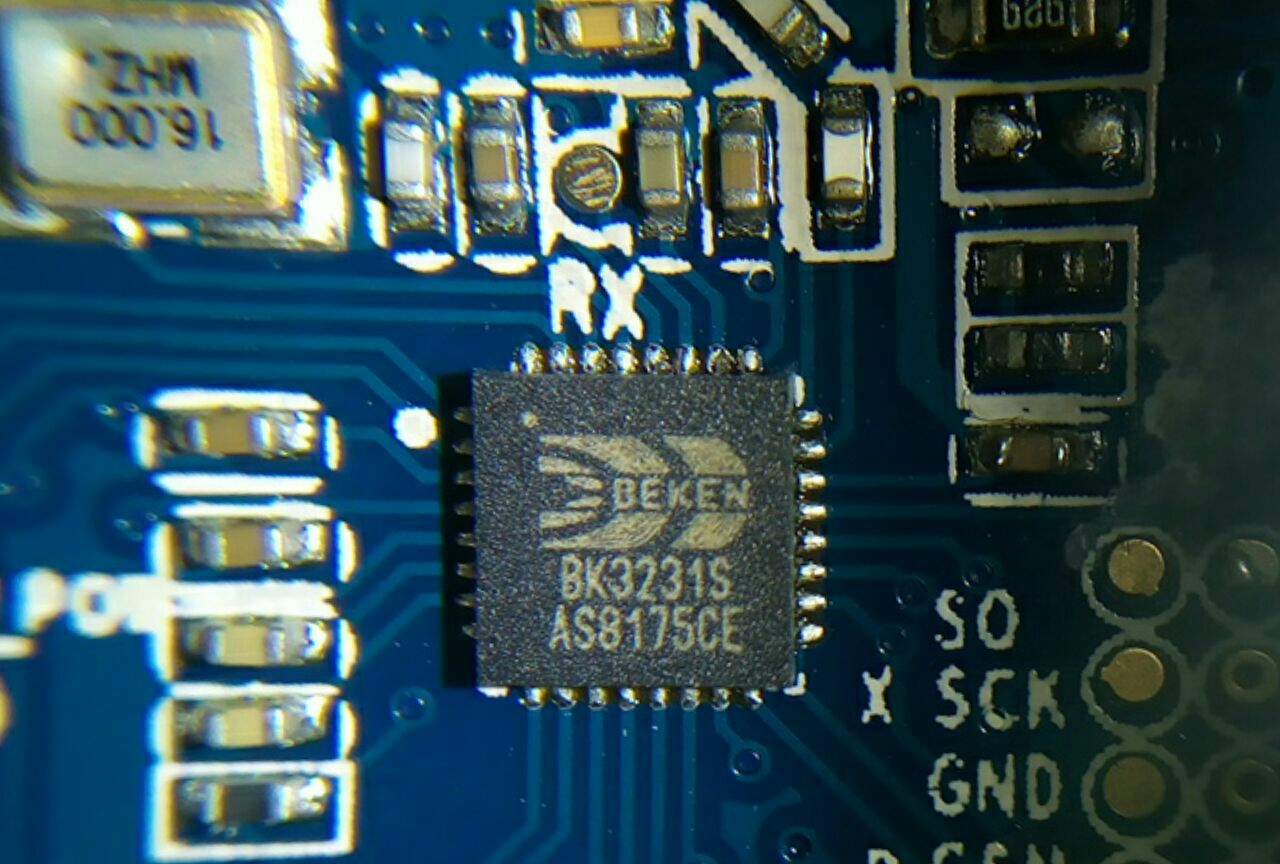 16.000
MHZ.
RX
BEKEN
BK3231S
AS8175CE
SO
X SCK
GND